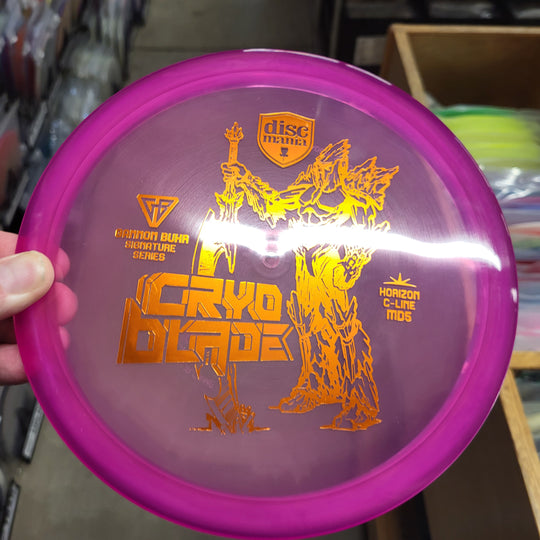 disc
mania
GANNON BUHR
SIGNATURE
SERIES
CRYO
BLADE
HORIZON
C-LINE
MD5